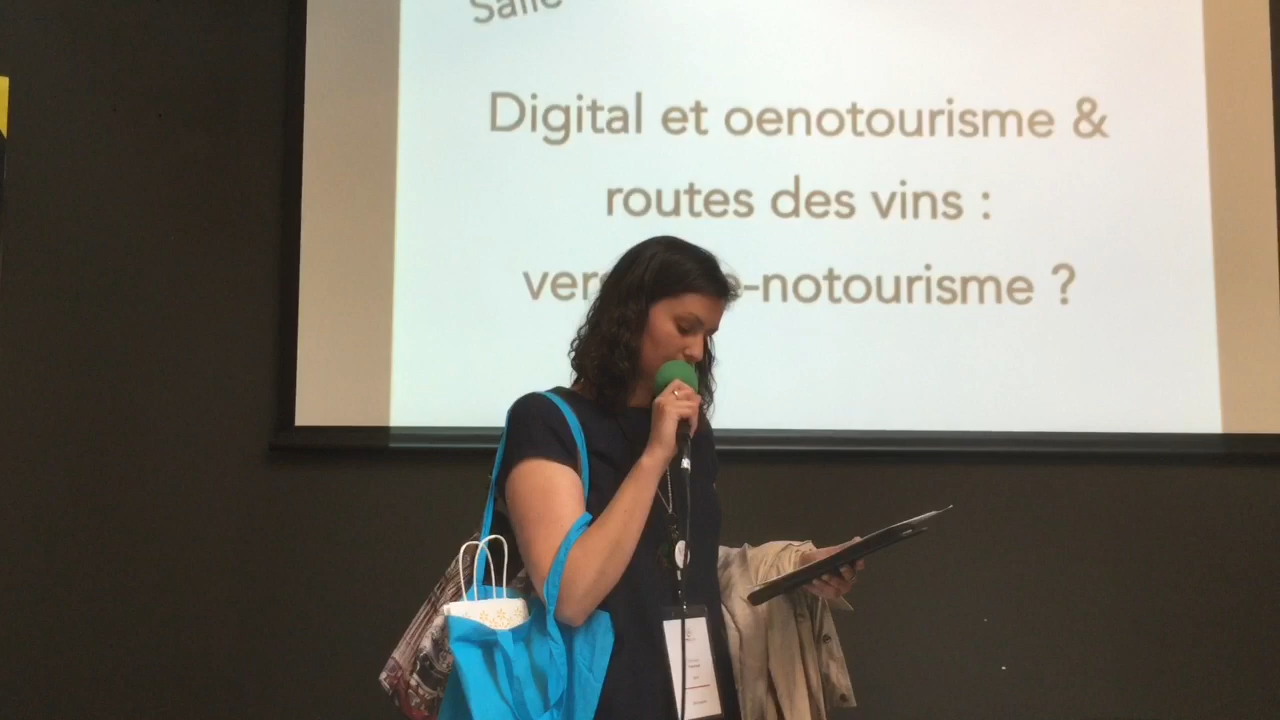 Salle
Digital et oenotourisme &
routes des vins :
e-notourisme ?